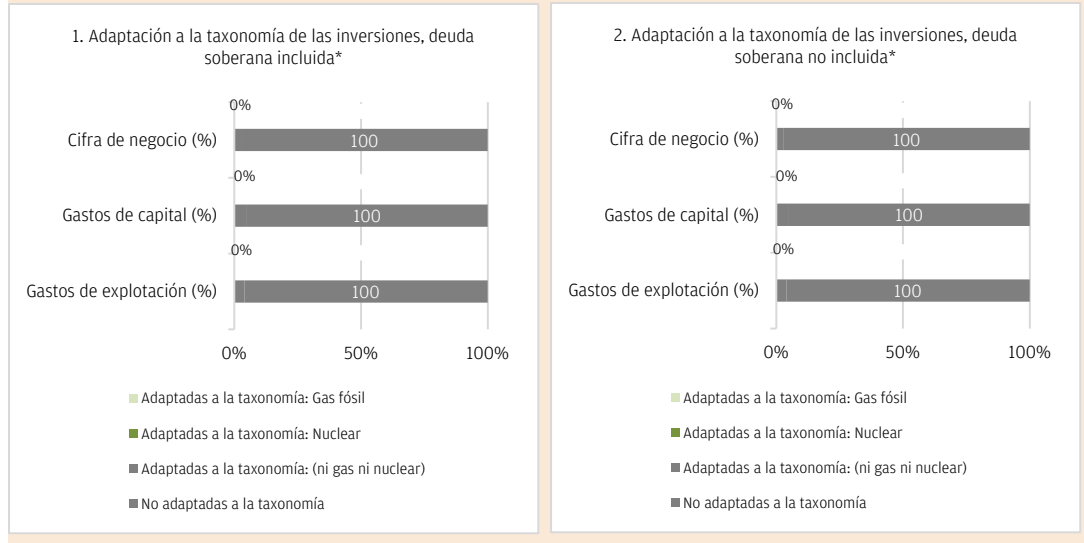 1. Adaptación a la taxonomía de las inversiones, deuda
soberana incluida*
0%
Cifra de negocio (%)
100
0%
Gastos de capital (%)
100
0%
Gastos de explotación (%)
100
0%
50%
100%
Adaptadas a la taxonomía: Gas fósil
Adaptadas a la taxonomía: Nuclear
Adaptadas a la taxonomía: (ni gas ni nuclear)
No adaptadas a la taxonomía
2. Adaptación a la taxonomía de las inversiones, deuda
soberana no incluida*
0%
Cifra de negocio (%)
100
0%
Gastos de capital (%)
100
0%
Gastos de explotación (%)
100
0%
50%
100%
Adaptadas a la taxonomía: Gas fósil
Adaptadas a la taxonomía: Nuclear
Adaptadas a la taxonomía: (ni gas ni nuclear)
No adaptadas a la taxonomía